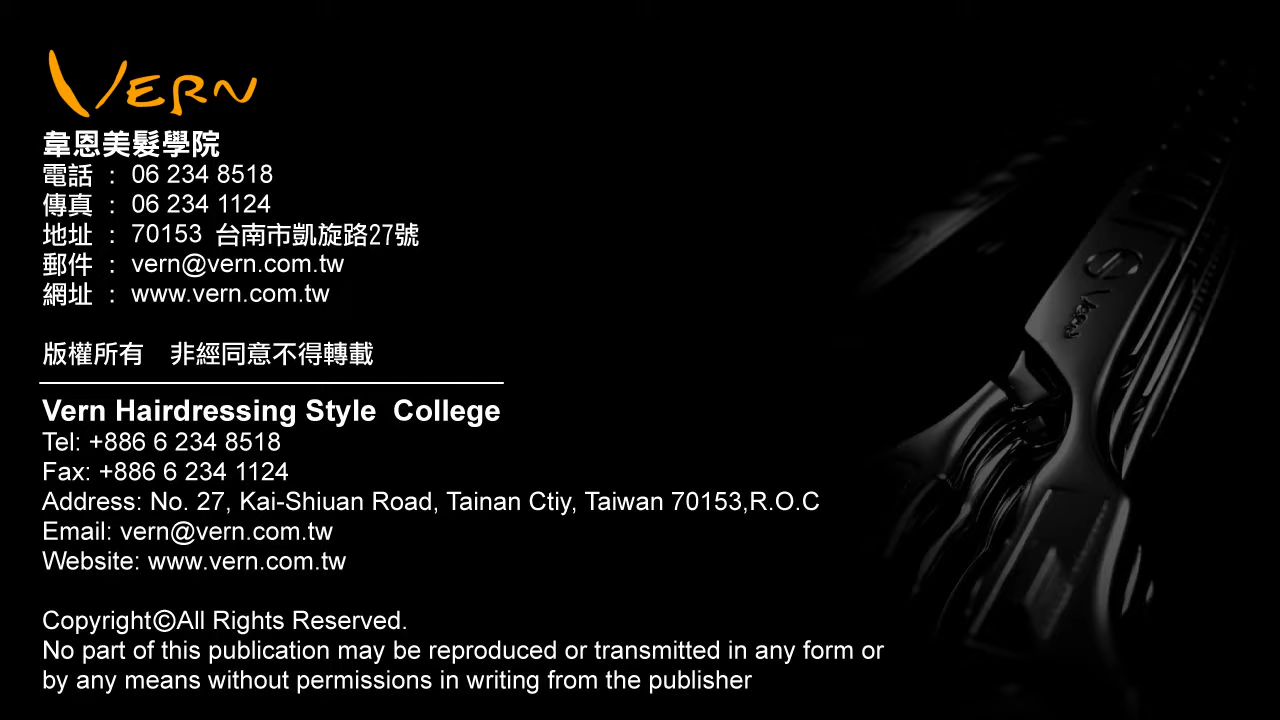 VERN
韋恩美髮學院
電話 : 06 234 8518
傳真 : 06 234 1124
地址 : 70153 台南市凱旋路27號
郵件 : vern@vern.com.tw
網址 : www.vern.com.tw
版權所有　非經同意不得轉載
Vern Hairdressing Style College
Tel: +886 6 234 8518
Fax: +886 6 234 1124
Address: No. 27, Kai-Shiuan Road, Tainan Ctiy, Taiwan 70153,R.O.C
Email: vern@vern.com.tw
Website: www.vern.com.tw
Copyright©All Rights Reserved.
No part of this publication may be reproduced or transmitted in any form or
by any means without permissions in writing from the publisher
Vern